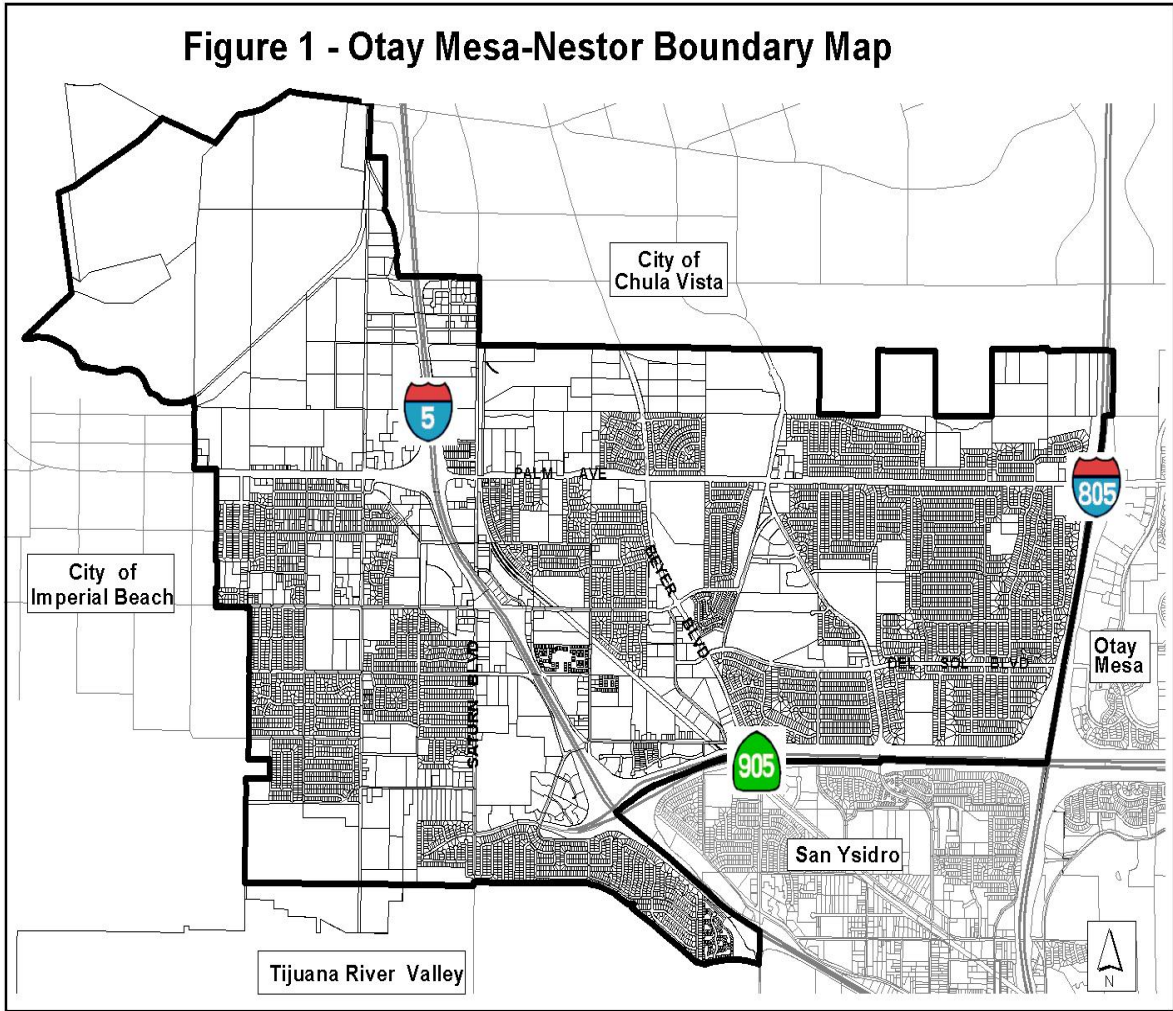 Figure 1 - Otay Mesa-Nestor Boundary Map
City of
Chula Vista
5
PALM AVE
805
City of
Imperial Beach
BEYER BLVD
Otay
Mesa
DEL SOL BLVD
SATURN BLVD
905
San Ysidro
Tijuana River Valley
N